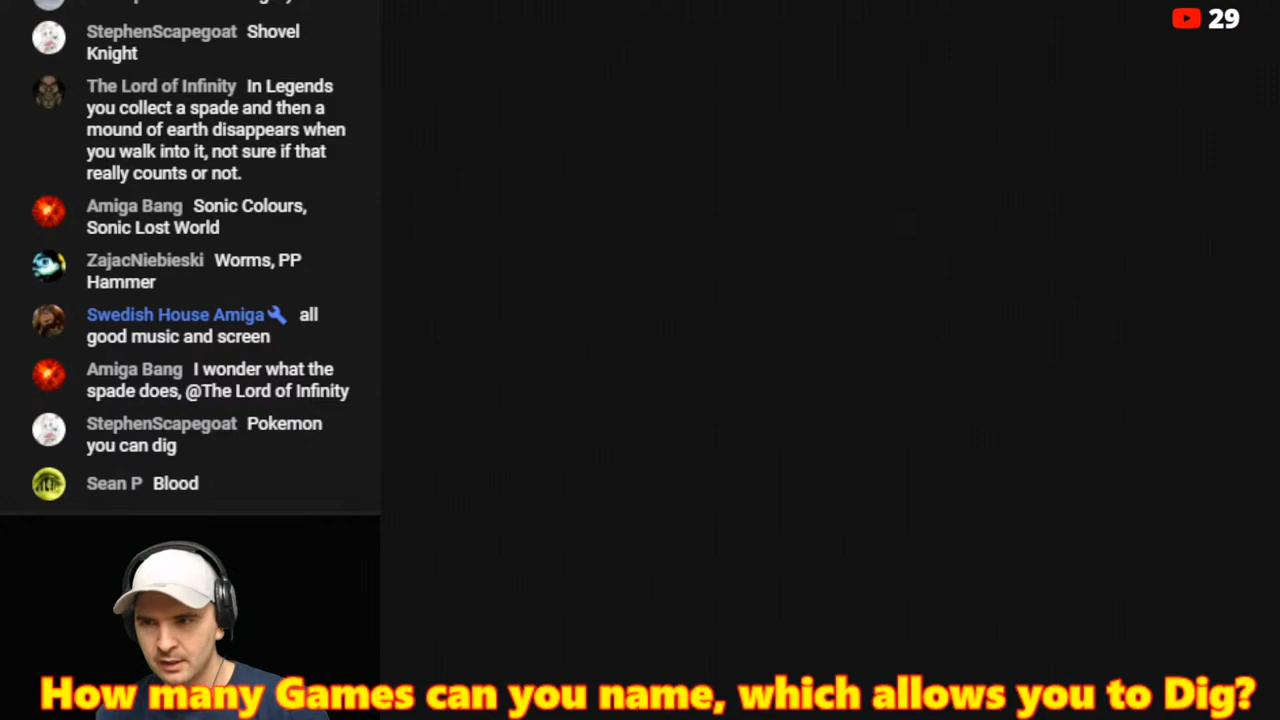 29
StephenScapegoat Shovel
Knight
The Lord of Infinity In Legends
you collect a spade and then a
mound of earth disappears when
you walk into it, not sure if that
really counts or not.
Amiga Bang Sonic Colours,
Sonic Lost World
ZajacNiebieski Worms, PP
Hammer
Swedish House Amiga all
good music and screen
Amiga Bang I wonder what the
spade does, @The Lord of Infinity
StephenScapegoat Pokemon
you can dig
Sean P Blood
How many Games can you name, which allows you to Dig?